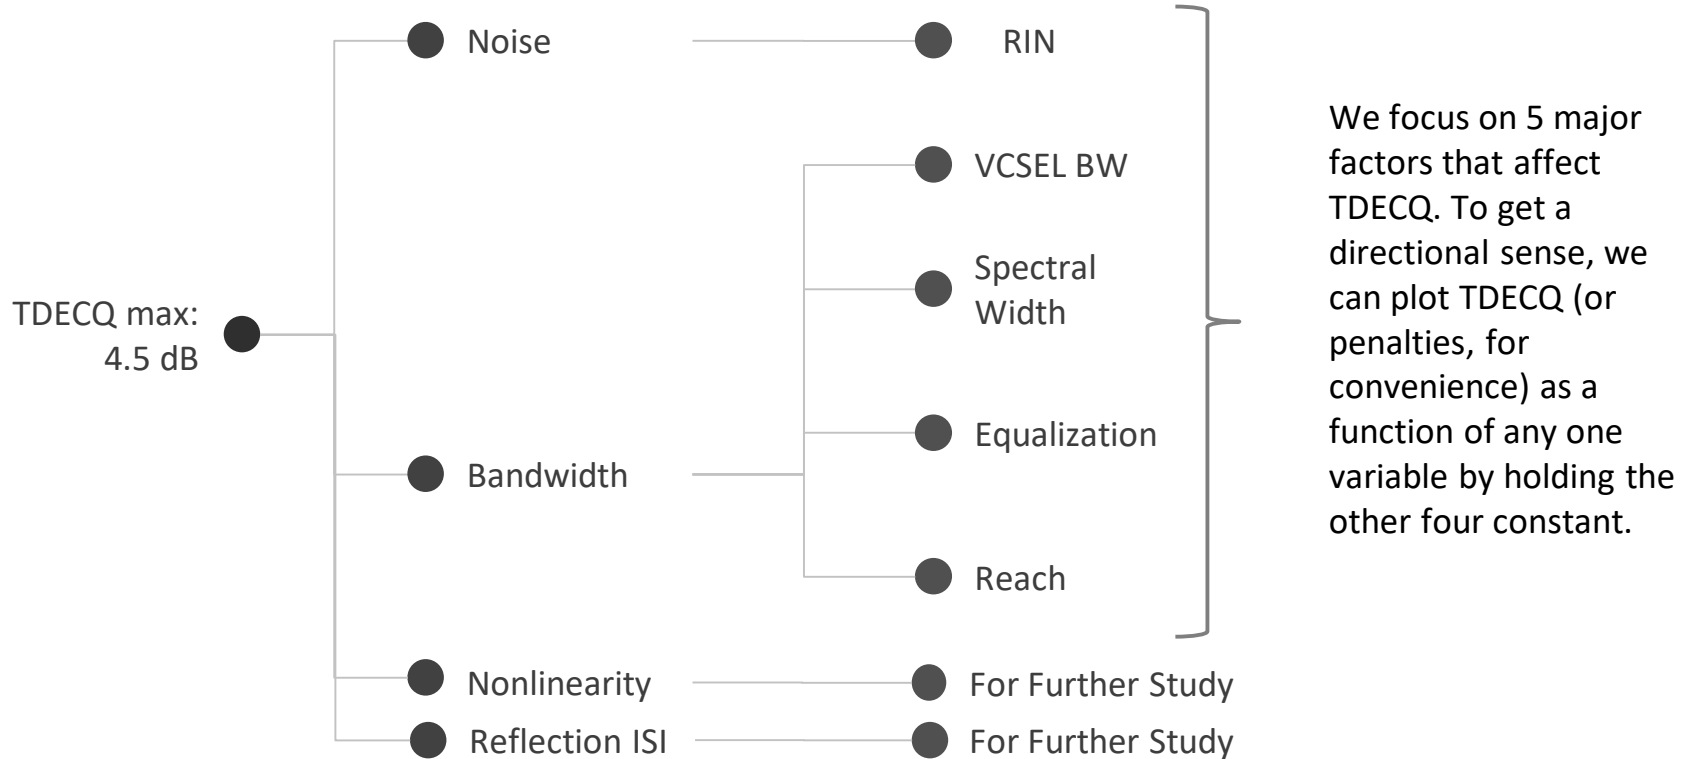 TDECQ max:
4.5 dB
Noise
RIN
Bandwidth
VCSEL BW
Spectral
Width
Equalization
Reach
Nonlinearity
For Further Study
Reflection ISI
For Further Study
We focus on 5 major
factors that affect
TDECQ. To get a
directional sense, we
can plot TDECQ (or
penalties, for
convenience) as a
function of any one
variable by holding the
other four constant.